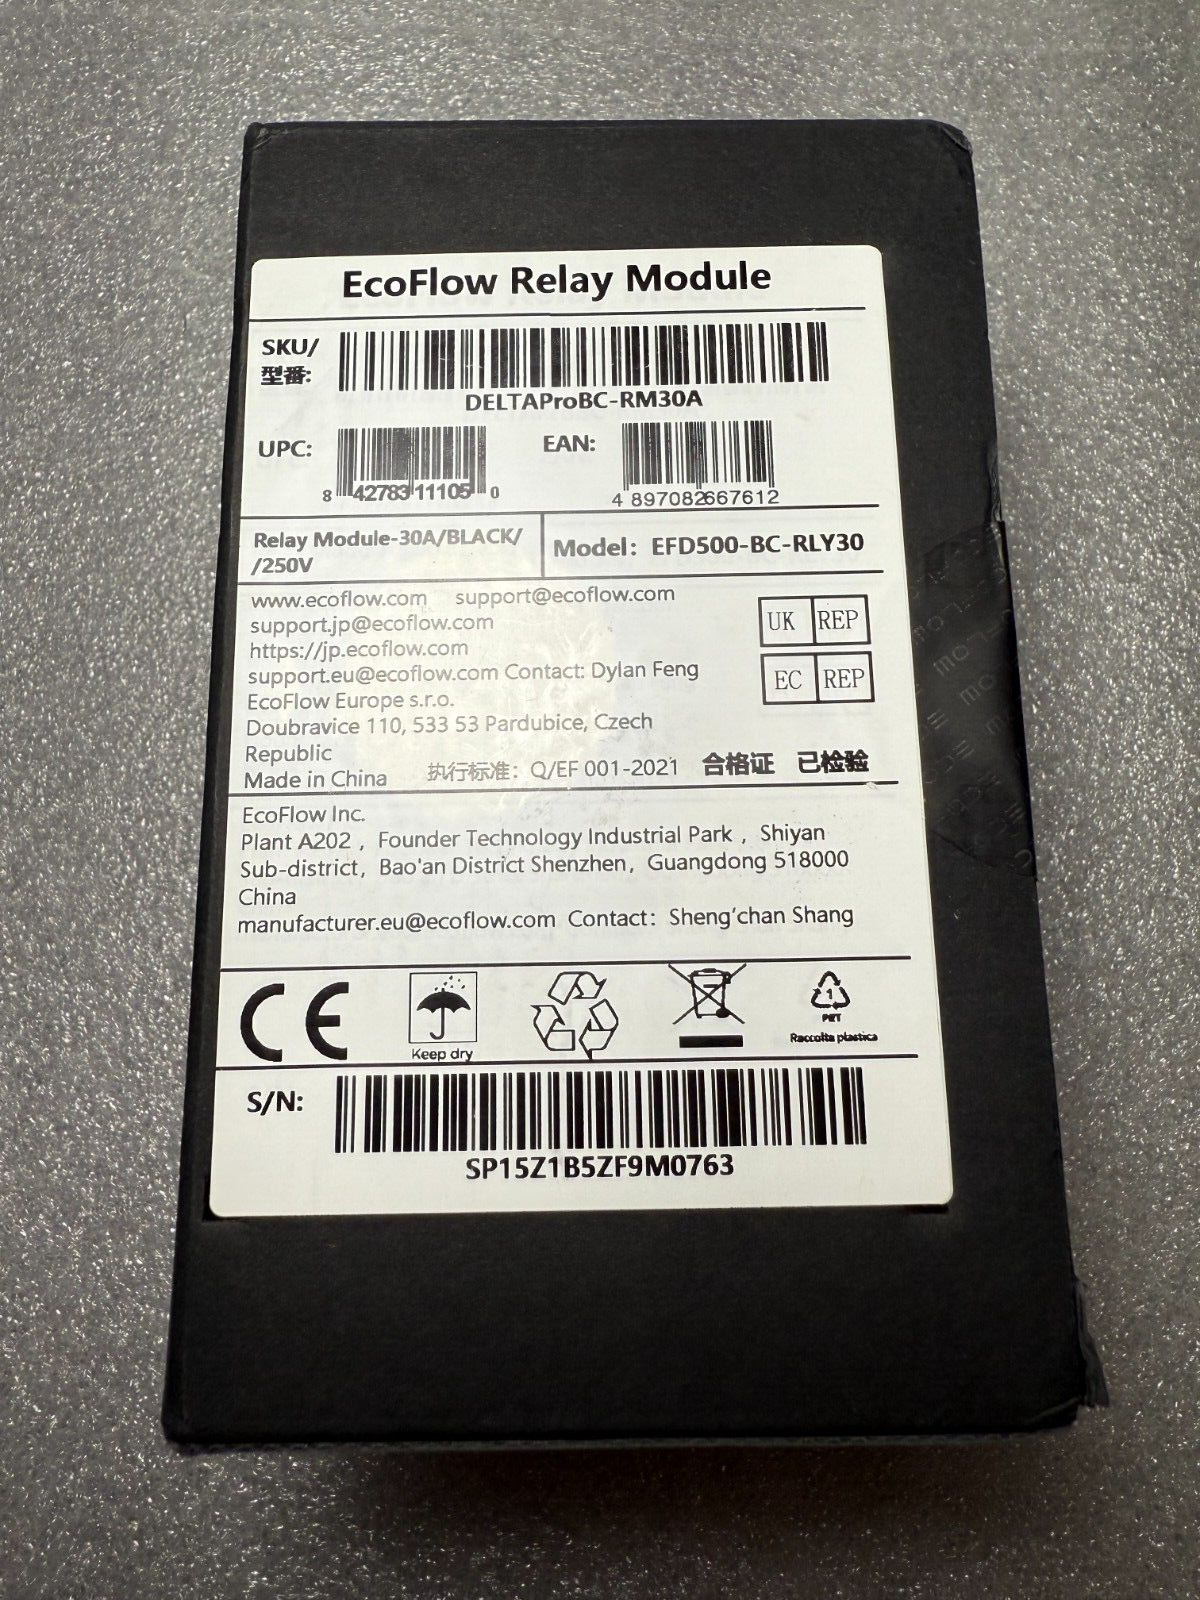 EcoFlow Relay Module
SKU/
型番:
DELTAProBC-RM30A
UPC:
8 42783 11105 0
EAN:
4 897082 667612
Relay Module-30A/BLACK/
/250V
Model: EFD500-BC-RLY30
www.ecoflow.com support@ecoflow.com
support.jp@ecoflow.com
https://jp.ecoflow.com
support.eu@ecoflow.com Contact: Dylan Feng
EcoFlow Europe s.r.o.
Doubravice 110, 533 53 Pardubice, Czech
Republic
Made in China 执行标准: Q/EF 001-2021 合格证 已检验
UK REP
EC REP
EcoFlow Inc.
Plant A202 , Founder Technology Industrial Park , Shiyan
Sub-district, Bao'an District Shenzhen, Guangdong 518000
China
manufacturer.eu@ecoflow.com Contact: Sheng'chan Shang
CE
Keep dry
1
PET
Raccolta plastica
S/N:
SP15Z1B5ZF9M0763